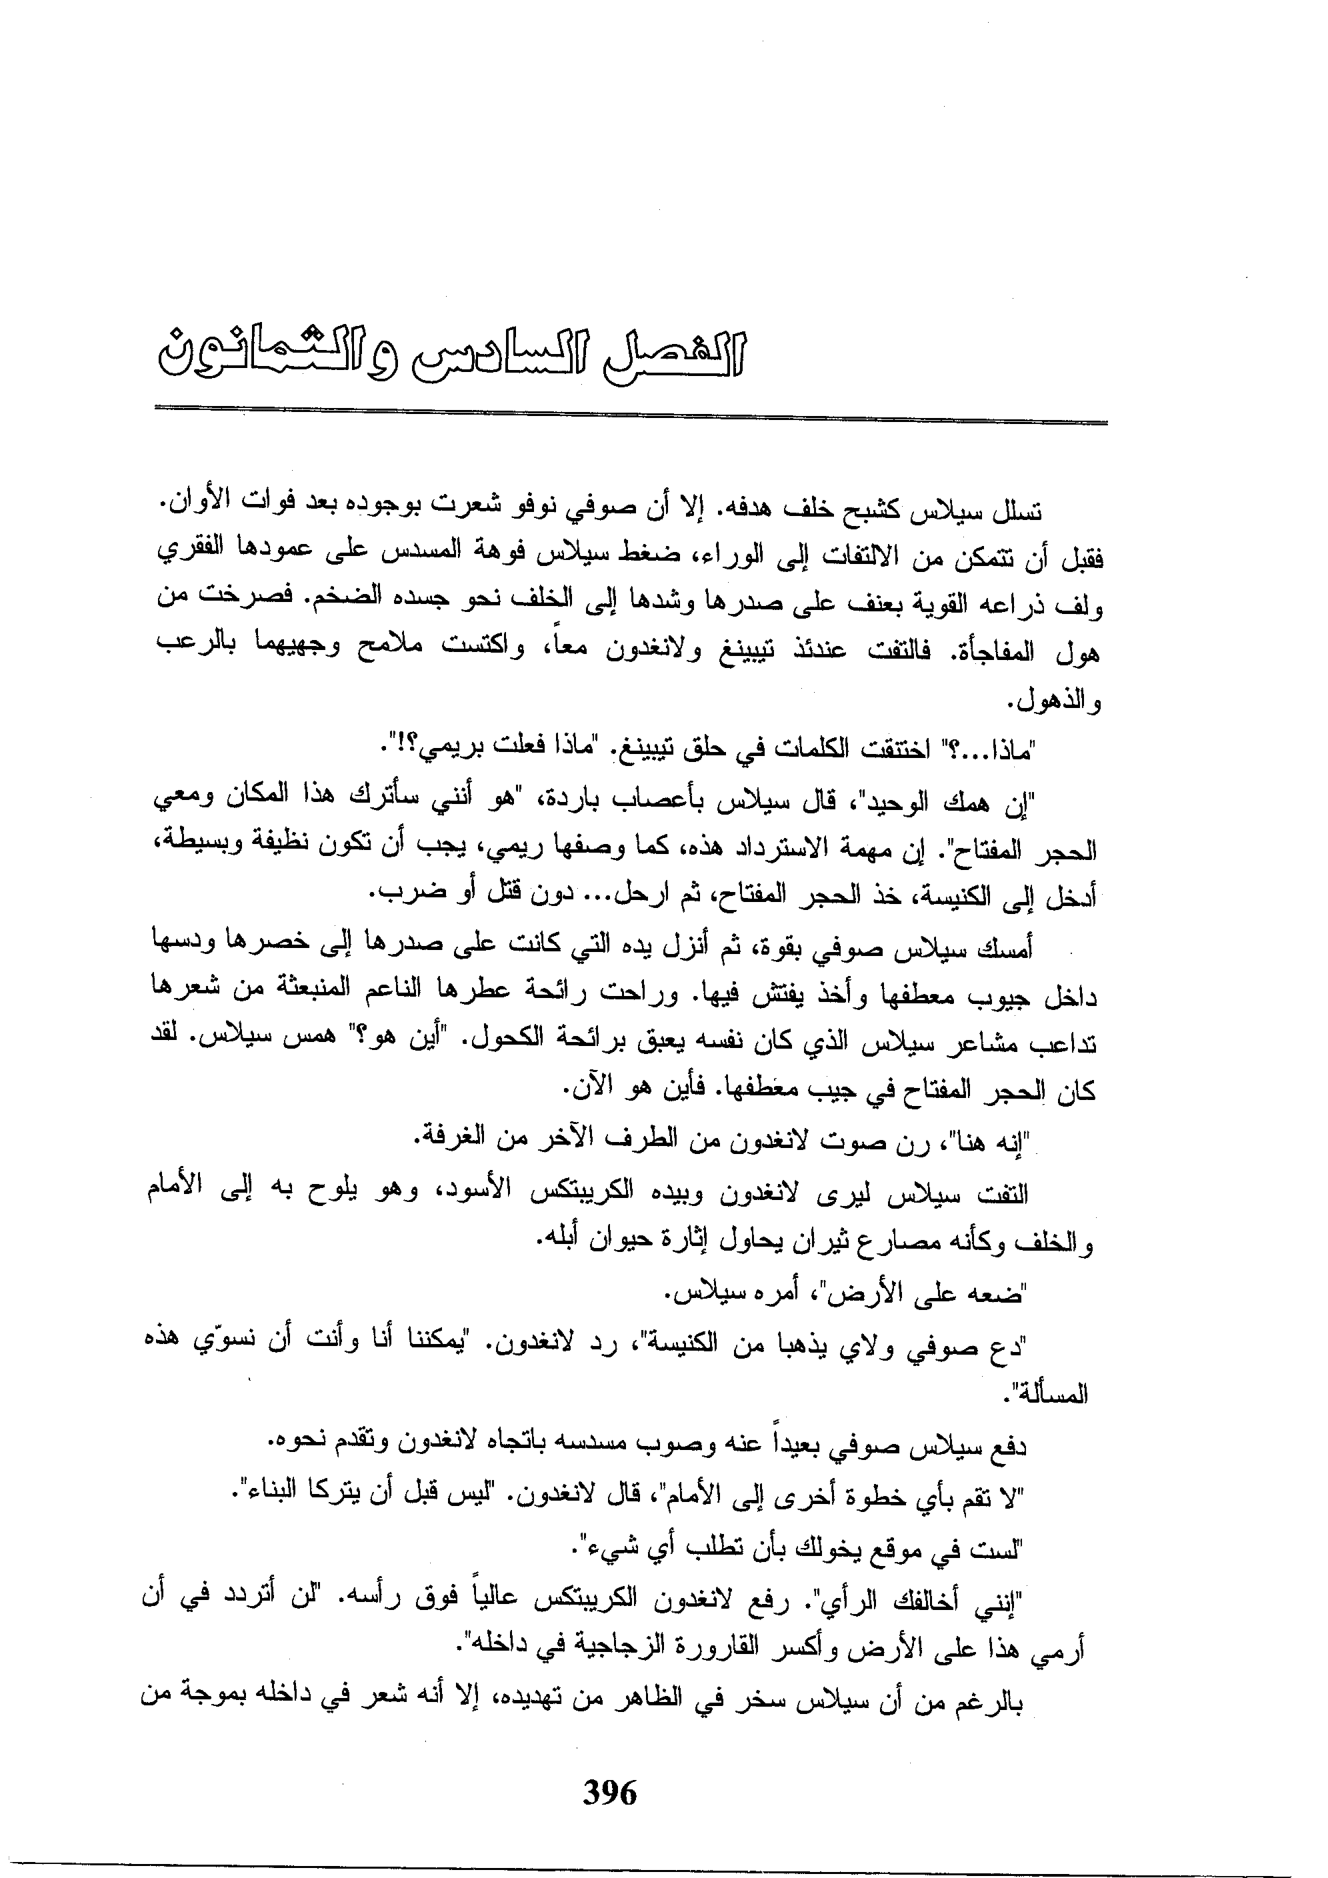 الفصل السادس والثمانون
تسلل سيلاس كشبح خلف هدفه. إلا أن صوفي نوفو شعرت بوجوده بعد فوات الأوان.
فقبل أن تتمكن من الالتفات إلى الوراء، ضغط سيلاس فوهة المسدس على عمودها الفقري
ولف ذراعه القوية بعنف على صدرها وشدها إلى الخلف نحو جسده الضخم. فصرخت من
هول المفاجأة. فالتفت عندئذ تيبينغ ولانغدون معاً، واكتست ملامح وجهيهما بالرعب
والذهول.
"ماذا...؟" اختنقت الكلمات في حلق تيبينغ. "ماذا فعلت بريمي؟!".
"إن همك الوحيد"، قال سيلاس بأعصاب باردة، "هو أنني سأترك هذا المكان ومعي
الحجر المفتاح". إن مهمة الاسترداد هذه، كما وصفها ريمي، يجب أن تكون نظيفة وبسيطة،
أدخل إلى الكنيسة، خذ الحجر المفتاح، ثم ارحل... دون قتل أو ضرب.
أمسك سيلاس صوفي بقوة، ثم أنزل يده التي كانت على صدرها إلى خصرها ودسها
داخل جيوب معطفها وأخذ يفتش فيها. وراحت رائحة عطرها الناعم المنبعثة من شعرها
تداعب مشاعر سيلاس الذي كان نفسه يعبق برائحة الكحول. "أين هو؟" همس سيلاس. لقد
كان الحجر المفتاح في جيب معطفها. فأين هو الآن.
"إنه هنا"، رن صوت لانغدون من الطرف الآخر من الغرفة.
التفت سيلاس ليرى لانغدون وبيده الكريبتكس الأسود، وهو يلوح به إلى الأمام
والخلف وكأنه مصارع ثيران يحاول إثارة حيوان أبله.
"ضعه على الأرض"، أمره سيلاس.
"دع صوفي ولاي يذهبا من الكنيسة"، رد لانغدون. "يمكننا أنا وأنت أن نسوّي هذه
المسألة".
دفع سيلاس صوفي بعيداً عنه وصوب مسدسه باتجاه لانغدون وتقدم نحوه.
"لا تقم بأي خطوة أخرى إلى الأمام"، قال لانغدون. "ليس قبل أن يتركا البناء".
"لست في موقع يخولك بأن تطلب أي شيء".
"إنني أخالفك الرأي". رفع لانغدون الكريبتكس عالياً فوق رأسه. "لن أتردد في أن
أرمي هذا على الأرض وأكسر القارورة الزجاجية في داخله".
بالرغم من أن سيلاس سخر في الظاهر من تهديده، إلا أنه شعر في داخله بموجة من
396